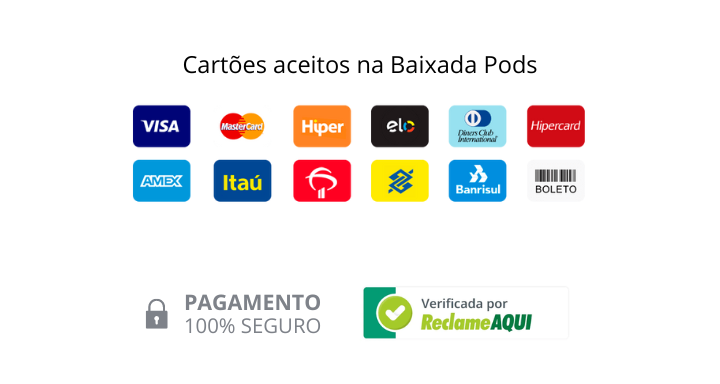 Cartões aceitos na Baixada Pods
VISA MasterCard Hiper elo Diners Club International Hipercard
AMEX Itaú Banrisul BOLETO
PAGAMENTO
100% SEGURO
Verificada por
ReclameAQUI